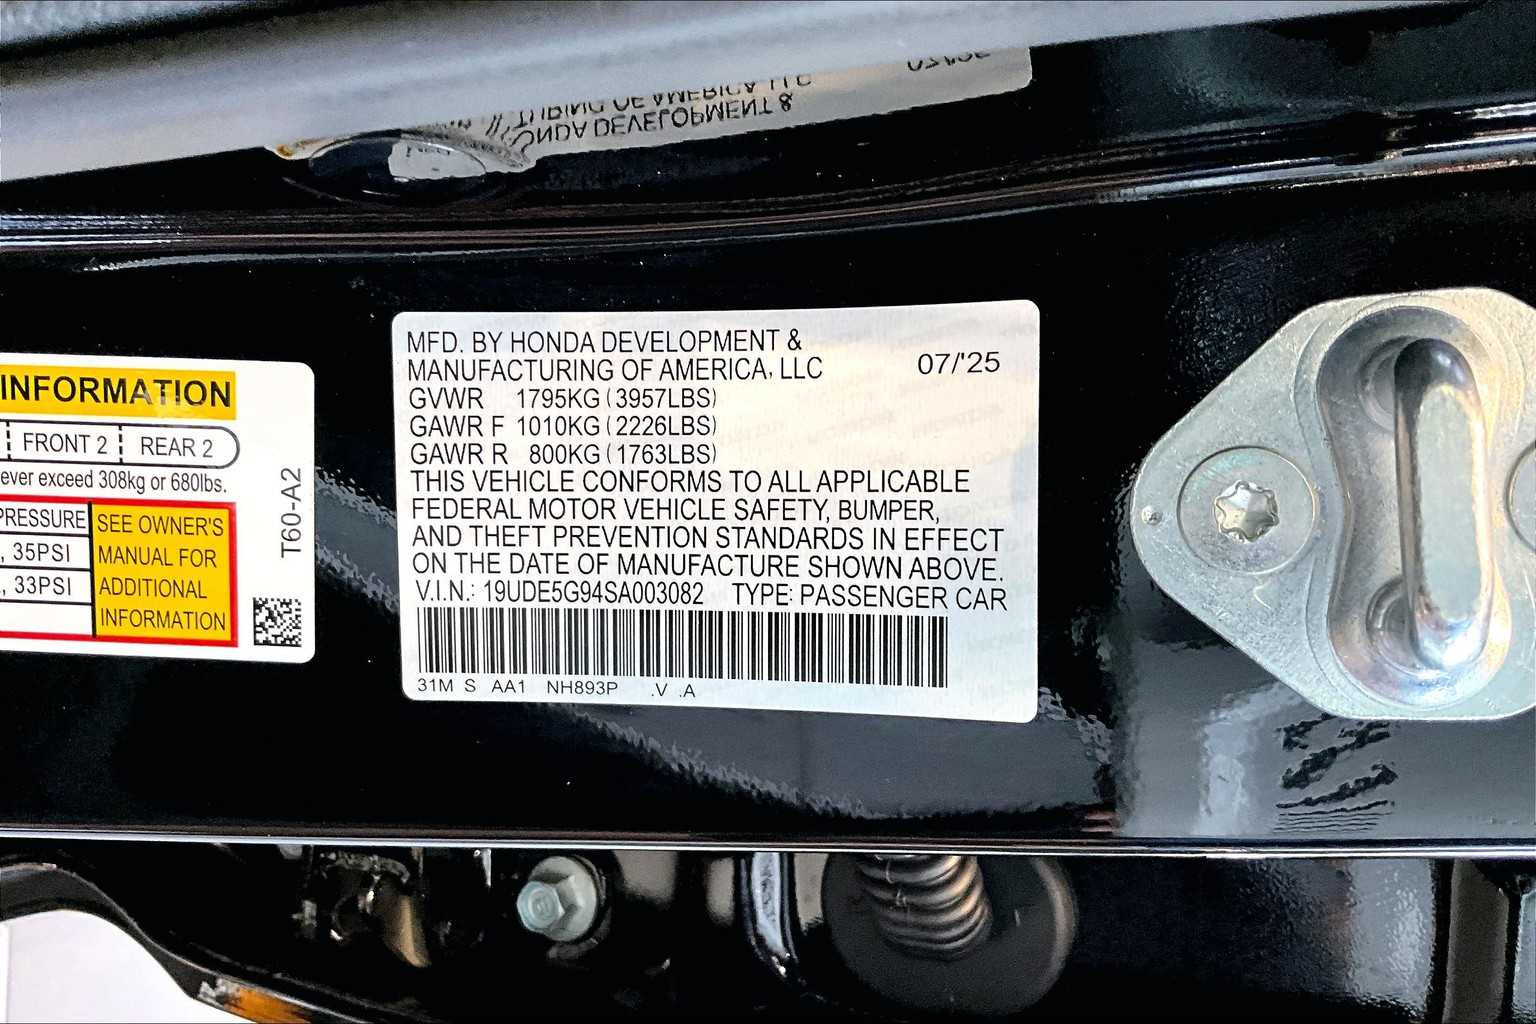 INFORMATION
FRONT 2 REAR 2
ever exceed 308kg or 680lbs.
PRESSURE
, 35PSI
, 33PSI
SEE OWNER'S
MANUAL FOR
ADDITIONAL
INFORMATION
T60-A2
MFD. BY HONDA DEVELOPMENT &
MANUFACTURING OF AMERICA, LLC 07/'25
GVWR 1795KG (3957LBS)
GAWR F 1010KG (2226LBS)
GAWR R 800KG (1763LBS)
THIS VEHICLE CONFORMS TO ALL APPLICABLE
FEDERAL MOTOR VEHICLE SAFETY, BUMPER,
AND THEFT PREVENTION STANDARDS IN EFFECT
ON THE DATE OF MANUFACTURE SHOWN ABOVE.
V.I.N.: 19UDE5G94SA003082 TYPE: PASSENGER CAR
31M S AA1 NH893P .V .A